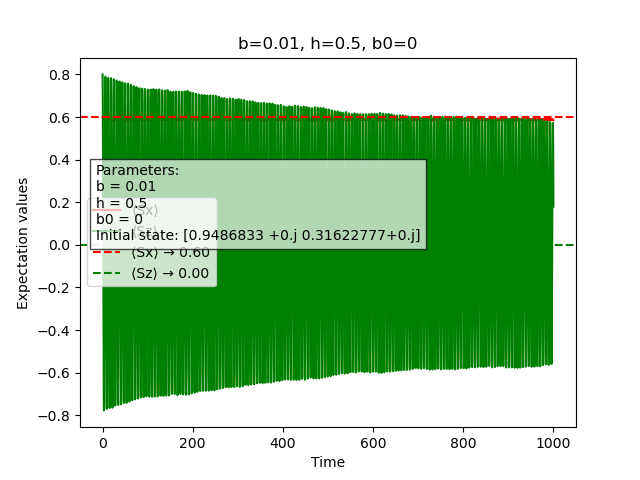 b=0.01, h=0.5, b0=0
Expectation values
0.8
0.6
0.4
0.2
0.0
−0.2
−0.4
−0.6
−0.8
Parameters:
b = 0.01
h = 0.5
b0 = 0
Initial state: [0.9486833 +0.j 0.31622777+0.j]
⟨Sx⟩
⟨Sz⟩
⟨Sx⟩ → 0.60
⟨Sz⟩ → 0.00
0
200
400
600
800
1000
Time